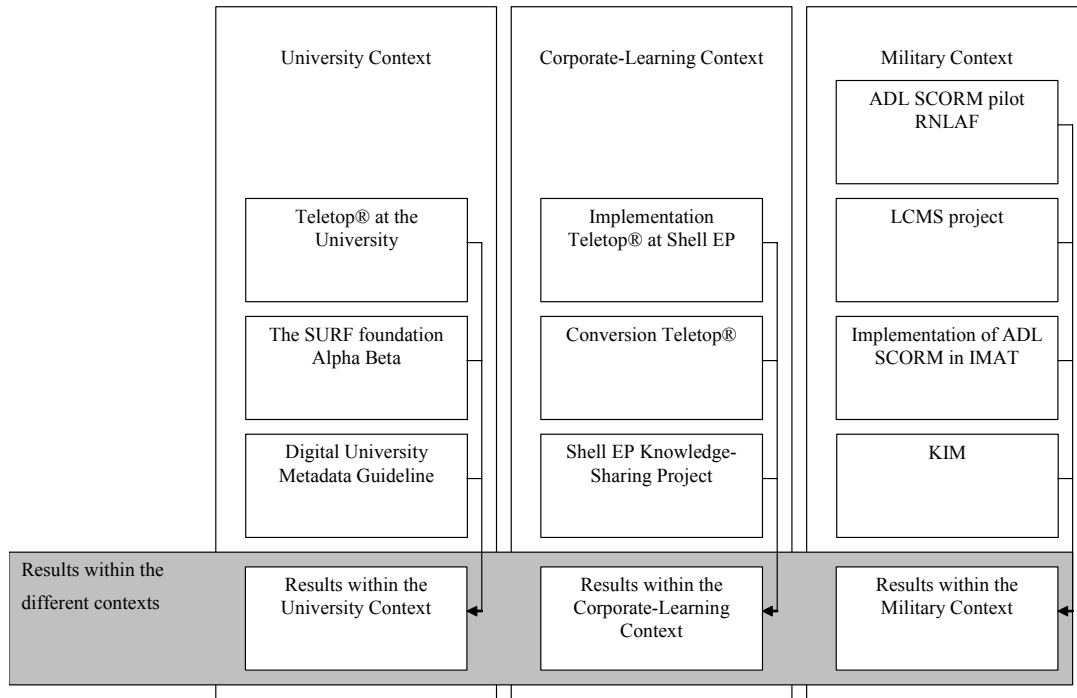 University Context
Teletop® at the
University
The SURF foundation
Alpha Beta
Digital University
Metadata Guideline
Corporate-Learning Context
Implementation
Teletop® at Shell EP
Conversion Teletop®
Shell EP Knowledge-
Sharing Project
Military Context
ADL SCORM pilot
RNLAF
LCMS project
Implementation of ADL
SCORM in IMAT
KIM
Results within the
different contexts
Results within the
University Context
Results within the
Corporate-Learning
Context
Results within the
Military Context